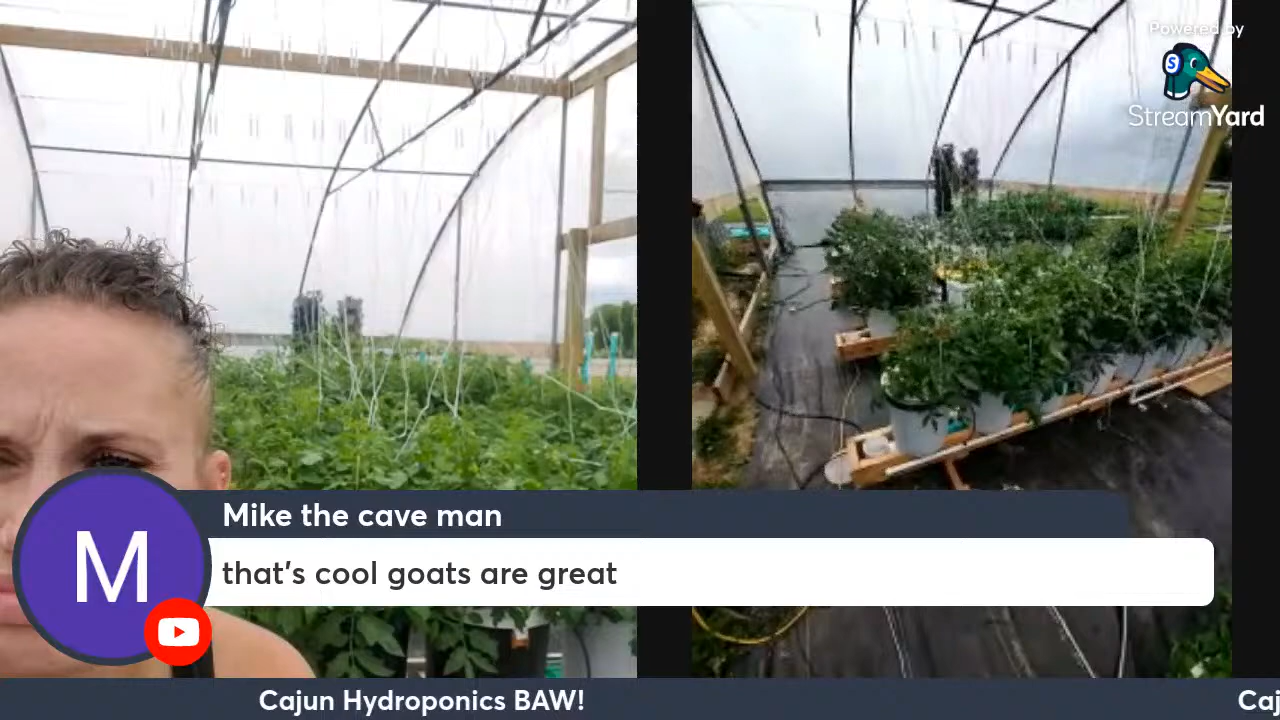 Powered by
S
StreamYard
Mike the cave man
M
that's cool goats are great
Cajun Hydroponics BAW!
Caj